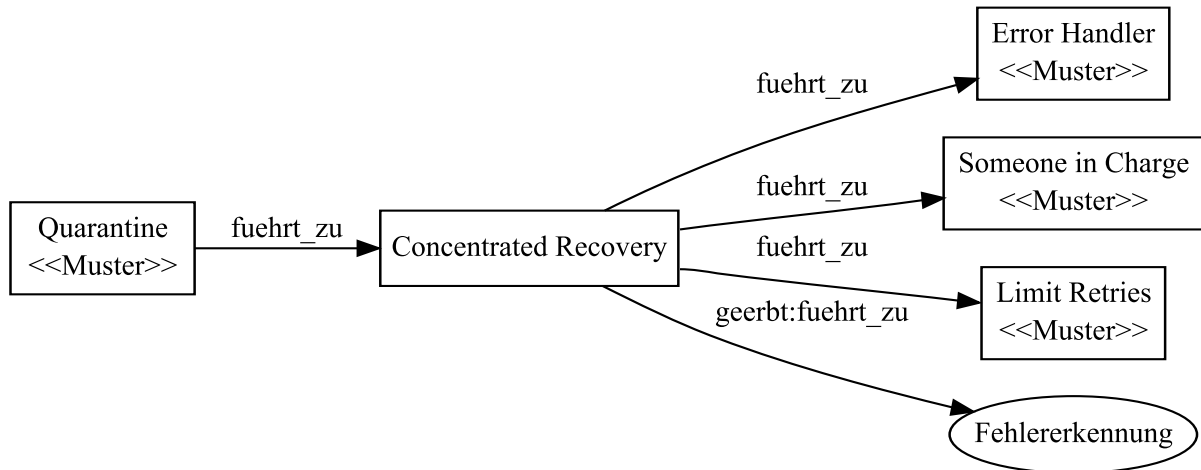 Quarantine
<<Muster>>
fuehrt_zu
Concentrated Recovery
fuehrt_zu
Error Handler
<<Muster>>
fuehrt_zu
Someone in Charge
<<Muster>>
fuehrt_zu
Limit Retries
<<Muster>>
geerbt:fuehrt_zu
Fehlererkennung